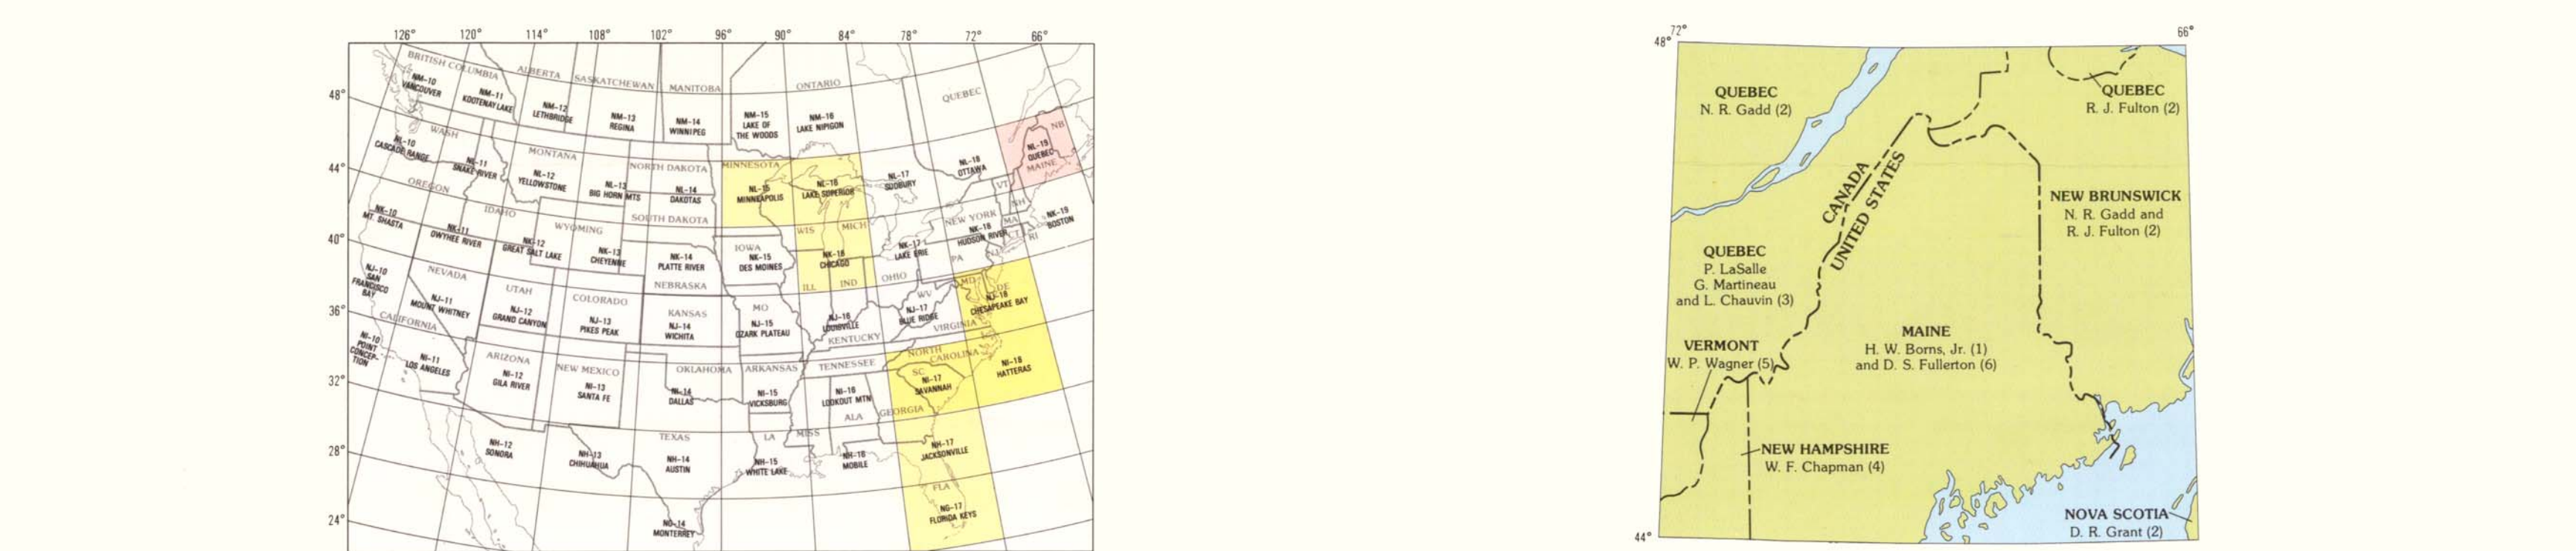 126° 120° 114° 108° 102° 96° 90° 84° 78° 72° 66°
BRITISH COLUMBIA
ALBERTA
SASKATCHEWAN
MANITOBA
ONTARIO
QUEBEC
NM-10
VANCOUVER
NM-11
KOOTENAY LAKE
NM-12
LETHBRIDGE
NM-13
REGINA
NM-14
WINNIPEG
NM-15
LAKE OF
THE WOODS
NM-16
LAKE NIPIGON
48°
WASH
NB
NL-10
CASCADE RANGE
NL-11
SNAKE RIVER
MONTANA
NL-12
YELLOWSTONE
NL-13
BIG HORN MTS
NORTH DAKOTA
NL-14
DAKOTAS
MINNESOTA
NL-15
MINNEAPOLIS
NL-16
LAKE SUPERIOR
NL-17
SUDBURY
NL-18
OTTAWA
NL-19
QUEBEC
MAINE
44°
OREGON
IDAHO
WYOMING
SOUTH DAKOTA
WIS
MICH
NEW YORK
VT
NH
MA
CT
RI
NK-10
MT. SHASTA
NK-11
OWYHEE RIVER
NK-12
GREAT SALT LAKE
NK-13
CHEYENNE
NK-14
PLATTE RIVER
IOWA
NK-15
DES MOINES
NK-16
CHICAGO
NK-17
LAKE ERIE
NK-18
HUDSON RIVER
NK-19
BOSTON
40°
NJ-10
SAN
FRANCISCO
BAY
NEVADA
UTAH
COLORADO
NEBRASKA
ILL
IND
OHIO
PA
WV
MD
DE
NJ-11
MOUNT WHITNEY
NJ-12
GRAND CANYON
NJ-13
PIKES PEAK
KANSAS
NJ-14
WICHITA
MO
NJ-15
OZARK PLATEAU
NJ-16
LOUISVILLE
NJ-17
BLUE RIDGE
NJ-18
CHESAPEAKE BAY
36°
CALIFORNIA
KENTUCKY
VIRGINIA
NI-10
POINT
CONCEP-
TION
NI-11
LOS ANGELES
ARIZONA
NI-12
GILA RIVER
NEW MEXICO
NI-13
SANTA FE
OKLAHOMA
NI-14
DALLAS
ARKANSAS
NI-15
VICKSBURG
TENNESSEE
NI-16
LOOKOUT MTN
NORTH
CAROLINA
SC
NI-17
SAVANNAH
NI-18
HATTERAS
32°
ALA
GEORGIA
TEXAS
LA
MISS
NH-12
SONORA
NH-13
CHIHUAHUA
NH-14
AUSTIN
NH-15
WHITE LAKE
NH-16
MOBILE
NH-17
JACKSONVILLE
28°
FLA
NG-14
MONTERREY
NG-17
FLORIDA KEYS
24°
72°
66°
48°
QUEBEC
N. R. Gadd (2)
QUEBEC
R. J. Fulton (2)
CANADA
UNITED STATES
NEW BRUNSWICK
N. R. Gadd and
R. J. Fulton (2)
QUEBEC
P. LaSalle
G. Martineau
and L. Chauvin (3)
MAINE
H. W. Borns, Jr. (1)
and D. S. Fullerton (6)
VERMONT
W. P. Wagner (5)
NEW HAMPSHIRE
W. F. Chapman (4)
NOVA SCOTIA
D. R. Grant (2)
44°